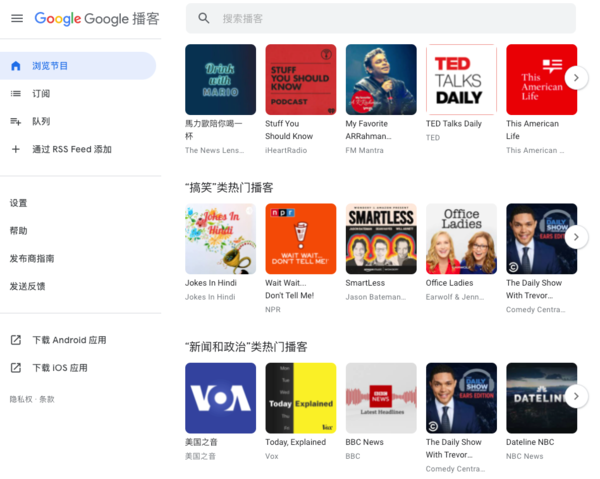 Google Google 播客
搜索播客
浏览节目
订阅
队列
通过 RSS Feed 添加
设置
帮助
发布商指南
发送反馈
下载 Android 应用
下载 iOS 应用
隐私权 · 条款
Drink with MARIO
STUFF YOU SHOULD KNOW
PODCAST
TED TALKS DAILY
This American Life
馬力歐陪你喝一杯
The News Lens...
Stuff You Should Know
iHeartRadio
My Favorite ARRahman...
FM Mantra
TED Talks Daily
TED
This American Life
This American ...
“搞笑”类热门播客
Jokes In Hindi
npr
WAIT WAIT... DON'T TELL ME!
SMARTLESS
Office Ladies
THE DAILY SHOW
EARS EDITION
Jokes In Hindi
Jokes In Hindi
Wait Wait... Don't Tell Me!
NPR
SmartLess
Jason Bateman...
Office Ladies
Earwolf & Jenn...
The Daily Show With Trevor...
Comedy Centra...
“新闻和政治”类热门播客
VOA
Mon
Tue
Wed
Today, Explained
Thu
Fri
Vox
BBC NEWS
Latest Headlines
THE DAILY SHOW
EARS EDITION
DATELINE
美国之音
美国之音
Today, Explained
Vox
BBC News
BBC
The Daily Show With Trevor...
Comedy Centra...
Dateline NBC
NBC News